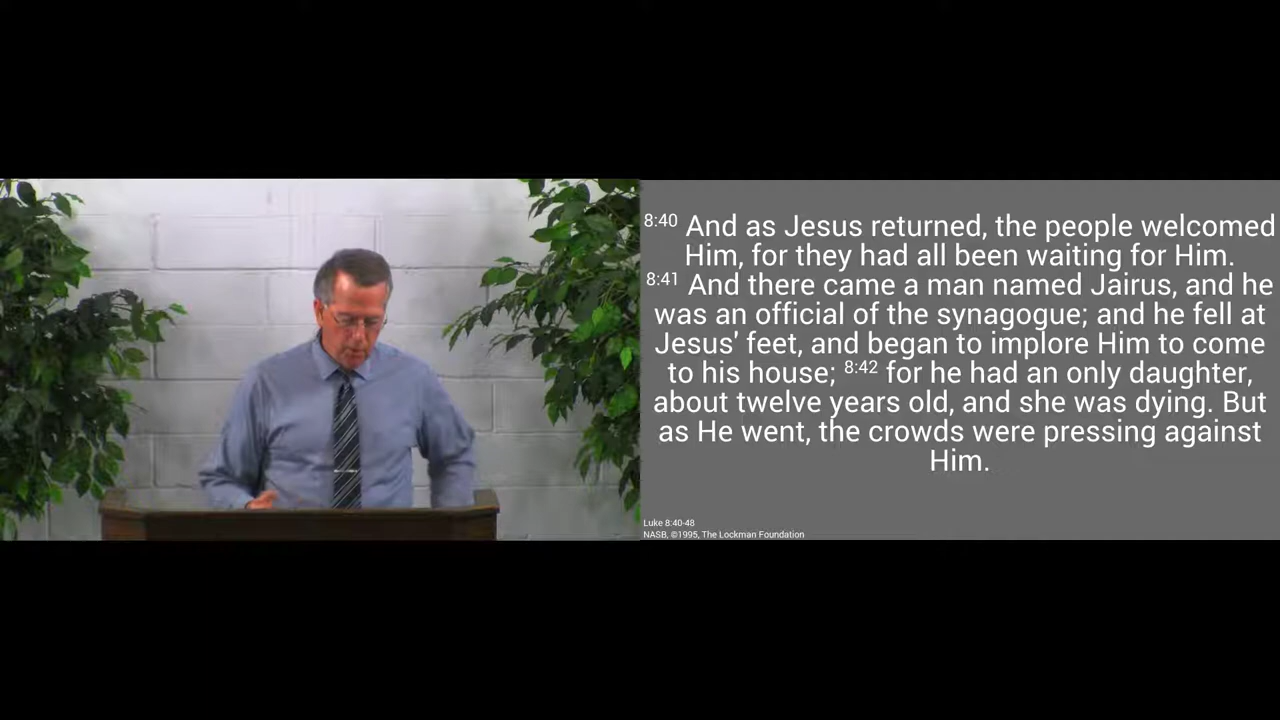 8:40 And as Jesus returned, the people welcomed
Him, for they had all been waiting for Him.
8:41 And there came a man named Jairus, and he
was an official of the synagogue; and he fell at
Jesus' feet, and began to implore Him to come
to his house; 8:42 for he had an only daughter,
about twelve years old, and she was dying. But
as He went, the crowds were pressing against
Him.
Luke 8:40-48
NASB, ©1995, The Lockman Foundation